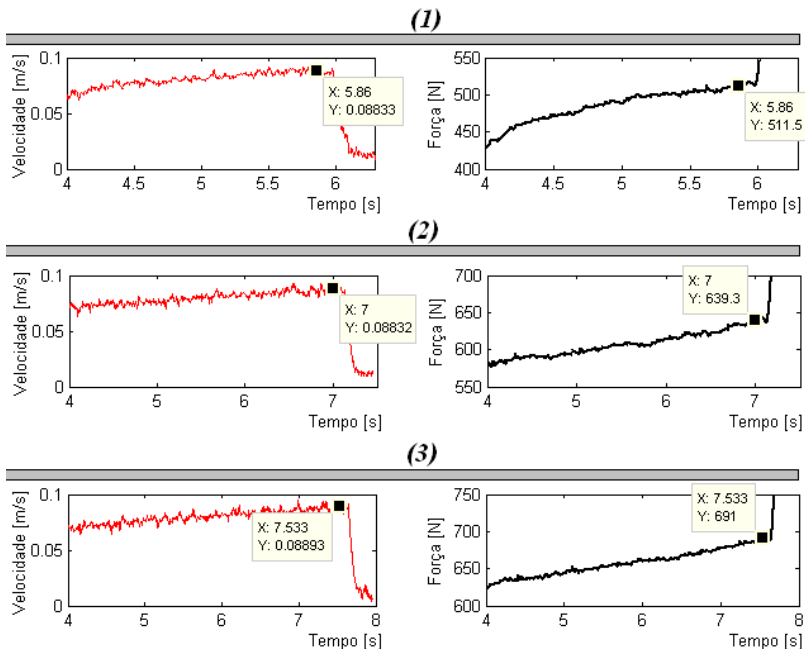 (1)
Velocidade [m/s]
0.1
0.05
0
4
4.5
5
5.5
6
Tempo [s]
X: 5.86
Y: 0.08833
Força [N]
550
500
450
400
4
4.5
5
5.5
6
Tempo [s]
X: 5.86
Y: 511.5
(2)
Velocidade [m/s]
0.1
0.05
0
4
5
6
7
Tempo [s]
X: 7
Y: 0.08832
Força [N]
700
650
600
550
4
5
6
7
Tempo [s]
X: 7
Y: 639.3
(3)
Velocidade [m/s]
0.1
0.05
0
4
5
6
7
8
Tempo [s]
X: 7.533
Y: 0.08893
Força [N]
750
700
650
600
4
5
6
7
8
Tempo [s]
X: 7.533
Y: 691